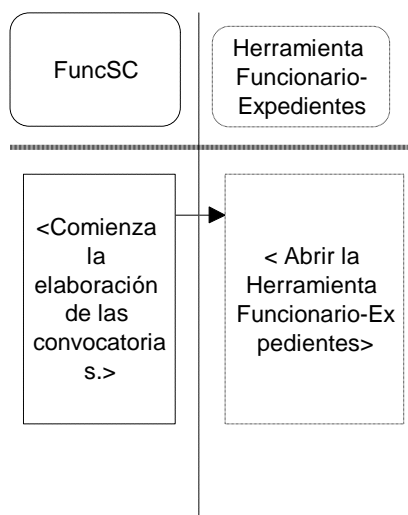 FuncSC
Herramienta
Funcionario-
Expedientes
<Comienza
la
elaboración
de las
convocatoria
s.>
< Abrir la
Herramienta
Funcionario-Ex
pedientes>